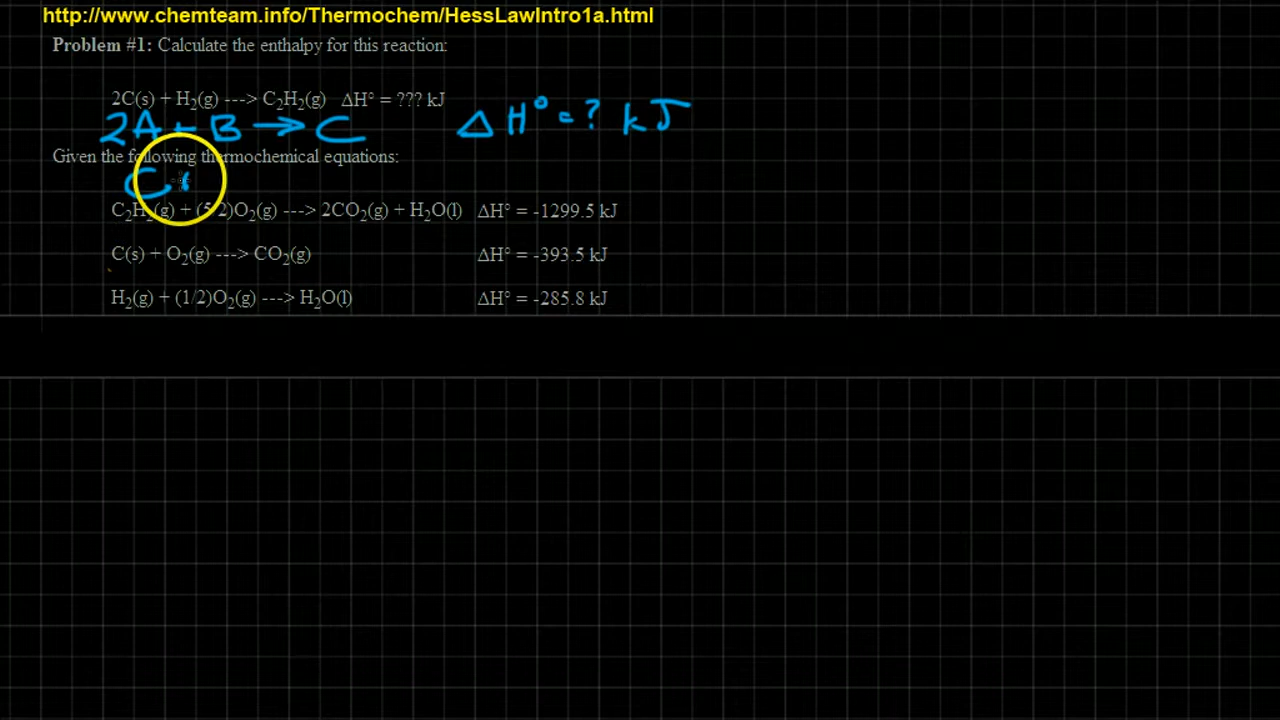 http://www.chemteam.info/Thermochem/HessLawIntro1a.html
Problem #1: Calculate the enthalpy for this reaction:
2C(s) + H₂(g) ---> C₂H₂(g) ΔH° = ??? kJ
2A + B → C ΔH° = ? kJ
Given the following thermochemical equations:
C +
C₂H₂(g) + (5/2)O₂(g) ---> 2CO₂(g) + H₂O(l) ΔH° = -1299.5 kJ
C(s) + O₂(g) ---> CO₂(g) ΔH° = -393.5 kJ
H₂(g) + (1/2)O₂(g) ---> H₂O(l) ΔH° = -285.8 kJ